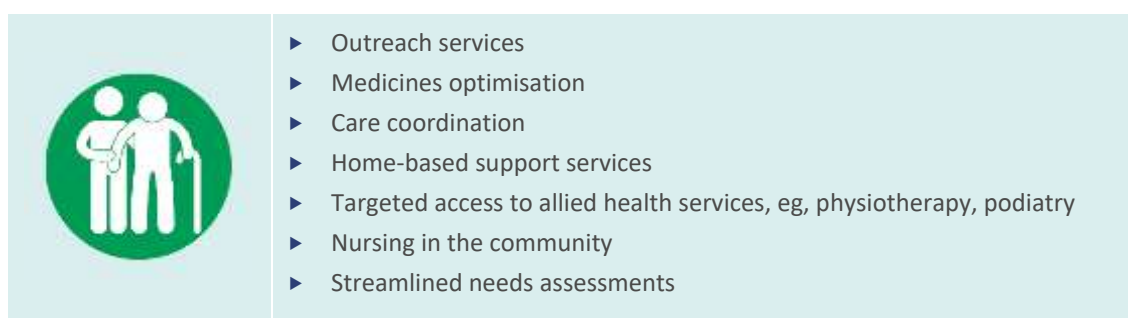 Outreach services
Medicines optimisation
Care coordination
Home-based support services
Targeted access to allied health services, eg, physiotherapy, podiatry
Nursing in the community
Streamlined needs assessments